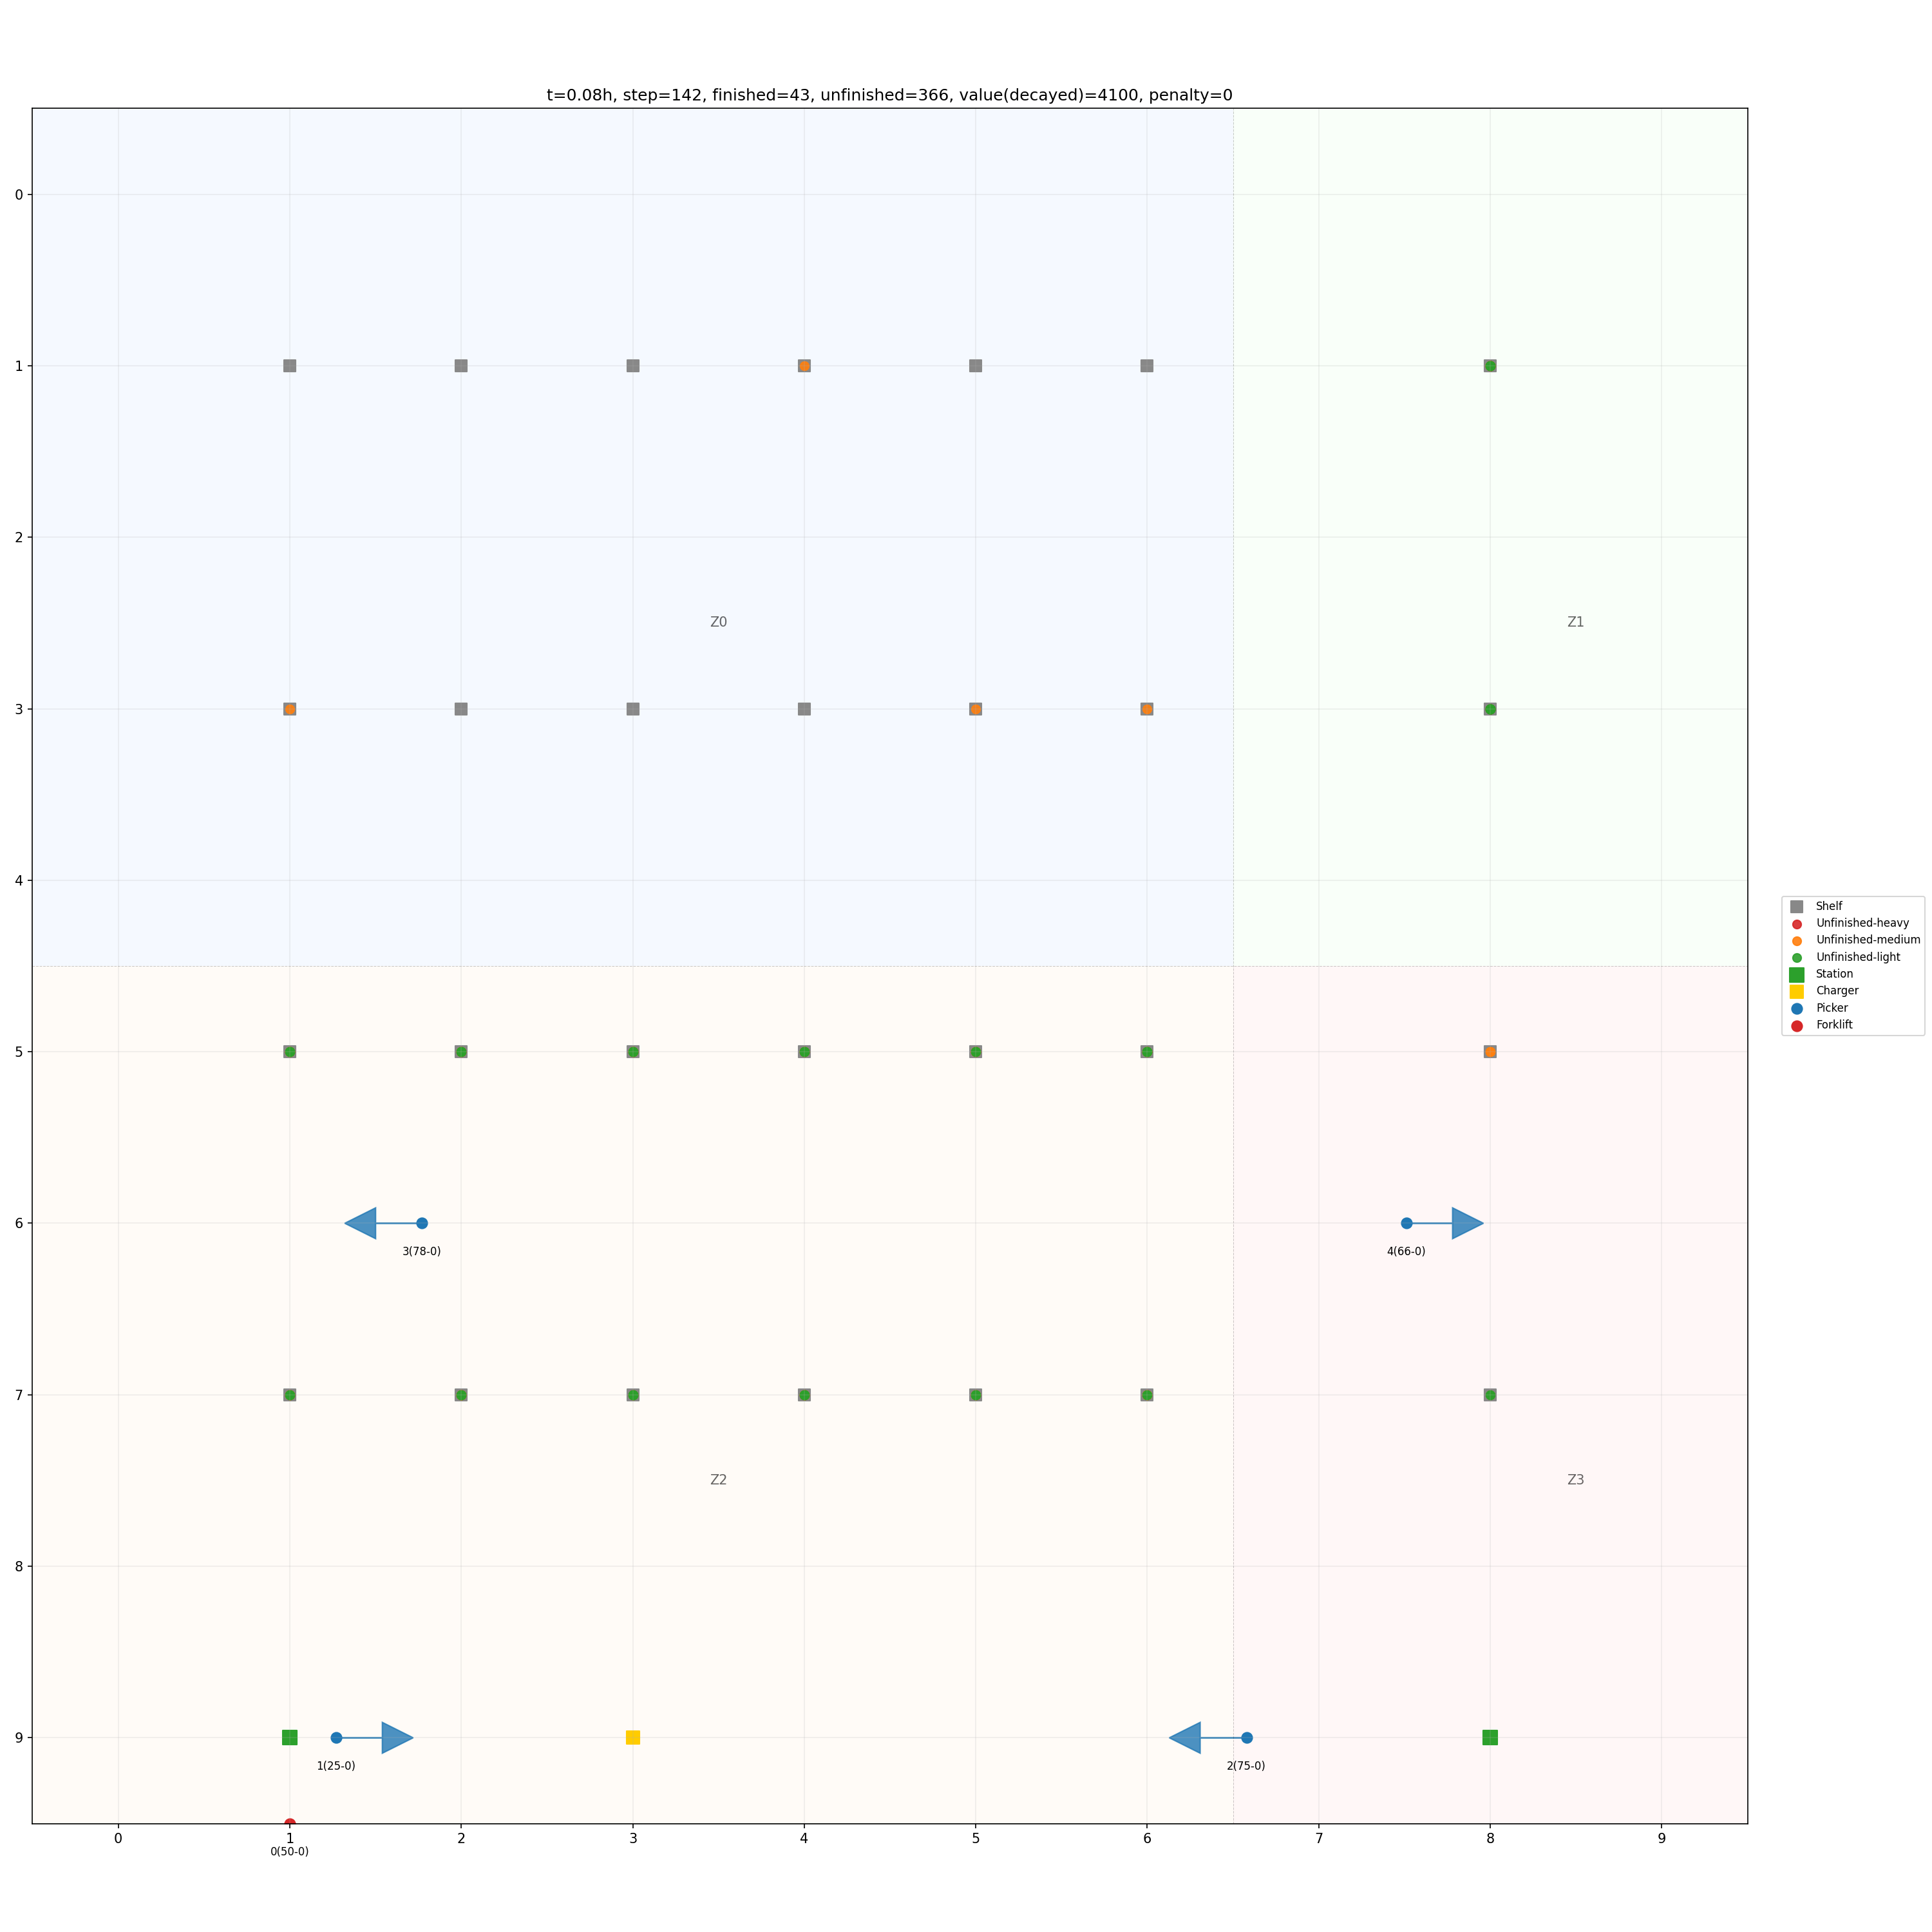 t=0.08h, step=142, finished=43, unfinished=366, value(decayed)=4100, penalty=0
0
1
2
Z0
Z1
3
4
Shelf
Unfinished-heavy
Unfinished-medium
Unfinished-light
Station
Charger
Picker
Forklift
5
6
3(78-0)
4(66-0)
7
Z2
Z3
8
9
1(25-0)
2(75-0)
0 1 2 3 4 5 6 7 8 9
0(50-0)